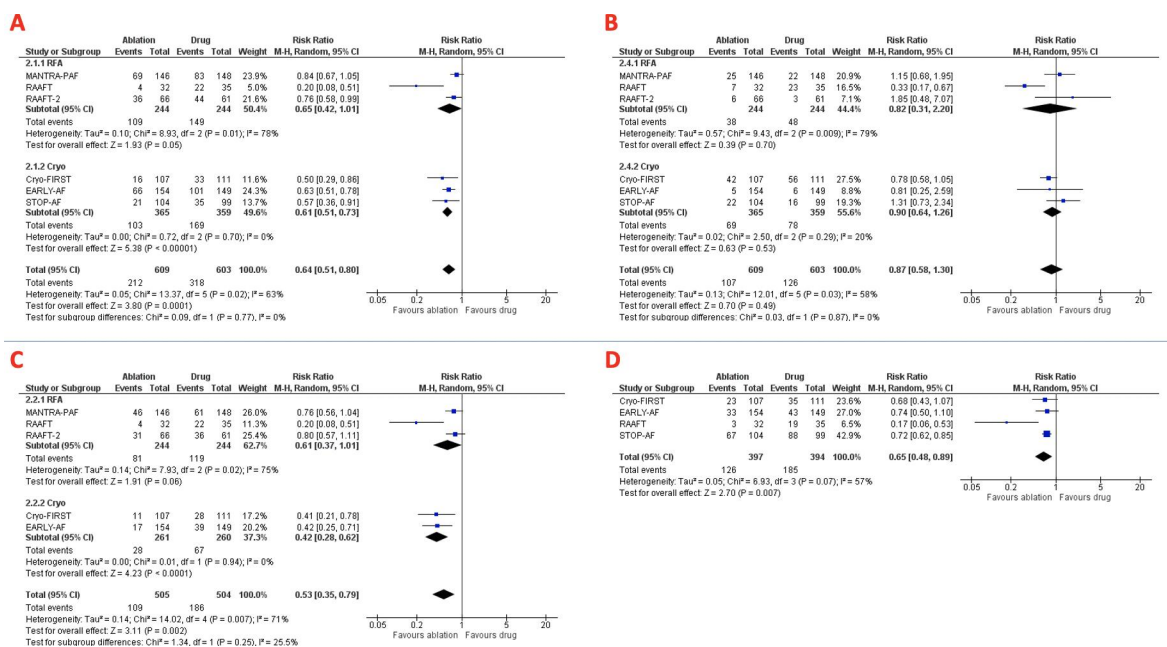 A
Ablation Drug Risk Ratio Risk Ratio
Study or Subgroup Events Total Events Total Weight M-H, Random, 95% CI M-H, Random, 95% CI
2.1.1 RFA
MANTRA-PAF 69 146 83 148 23.9% 0.84 [0.67, 1.05]
RAAFT 4 32 22 35 5.0% 0.20 [0.08, 0.51]
RAAFT-2 36 66 44 61 21.6% 0.76 [0.58, 0.99]
Subtotal (95% CI) 244 244 50.4% 0.65 [0.42, 1.01]
Total events 109 149
Heterogeneity: Tau² = 0.10; Chi² = 8.93, df = 2 (P = 0.01); I² = 78%
Test for overall effect: Z = 1.93 (P = 0.05)
2.1.2 Cryo
Cryo-FIRST 16 107 33 111 11.6% 0.50 [0.29, 0.86]
EARLY-AF 66 154 101 149 24.3% 0.63 [0.51, 0.78]
STOP-AF 21 104 35 99 13.7% 0.57 [0.36, 0.91]
Subtotal (95% CI) 365 359 49.6% 0.61 [0.51, 0.73]
Total events 103 169
Heterogeneity: Tau² = 0.00; Chi² = 0.72, df = 2 (P = 0.70); I² = 0%
Test for overall effect: Z = 5.38 (P < 0.00001)
Total (95% CI) 609 603 100.0% 0.64 [0.51, 0.80]
Total events 212 318
Heterogeneity: Tau² = 0.05; Chi² = 13.37, df = 5 (P = 0.02); I² = 63%
Test for overall effect: Z = 3.80 (P = 0.0001)
Test for subgroup differences: Chi² = 0.09, df = 1 (P = 0.77), I² = 0%
0.05 0.2 1 5 20
Favours ablation Favours drug
B
Ablation Drug Risk Ratio Risk Ratio
Study or Subgroup Events Total Events Total Weight M-H, Random, 95% CI M-H, Random, 95% CI
2.4.1 RFA
MANTRA-PAF 25 146 22 148 20.9% 1.15 [0.68, 1.95]
RAAFT 7 32 23 35 16.5% 0.33 [0.17, 0.67]
RAAFT-2 6 66 3 61 7.1% 1.85 [0.48, 7.07]
Subtotal (95% CI) 244 244 44.4% 0.82 [0.31, 2.20]
Total events 38 48
Heterogeneity: Tau² = 0.57; Chi² = 9.43, df = 2 (P = 0.009); I² = 79%
Test for overall effect: Z = 0.39 (P = 0.70)
2.4.2 Cryo
Cryo-FIRST 42 107 56 111 27.5% 0.78 [0.58, 1.05]
EARLY-AF 5 154 6 149 8.8% 0.81 [0.25, 2.59]
STOP-AF 22 104 16 99 19.3% 1.31 [0.73, 2.34]
Subtotal (95% CI) 365 359 55.6% 0.90 [0.64, 1.26]
Total events 69 78
Heterogeneity: Tau² = 0.02; Chi² = 2.50, df = 2 (P = 0.29); I² = 20%
Test for overall effect: Z = 0.63 (P = 0.53)
Total (95% CI) 609 603 100.0% 0.87 [0.58, 1.30]
Total events 107 126
Heterogeneity: Tau² = 0.13; Chi² = 12.01, df = 5 (P = 0.03); I² = 58%
Test for overall effect: Z = 0.70 (P = 0.49)
Test for subgroup differences: Chi² = 0.03, df = 1 (P = 0.87), I² = 0%
0.05 0.2 1 5 20
Favours ablation Favours drug
C
Ablation Drug Risk Ratio Risk Ratio
Study or Subgroup Events Total Events Total Weight M-H, Random, 95% CI M-H, Random, 95% CI
2.2.1 RFA
MANTRA-PAF 46 146 61 148 26.0% 0.76 [0.56, 1.04]
RAAFT 4 32 22 35 11.2% 0.20 [0.08, 0.51]
RAAFT-2 31 66 36 61 25.4% 0.80 [0.57, 1.11]
Subtotal (95% CI) 244 244 62.7% 0.61 [0.37, 1.01]
Total events 81 119
Heterogeneity: Tau² = 0.14; Chi² = 7.93, df = 2 (P = 0.02); I² = 75%
Test for overall effect: Z = 1.91 (P = 0.06)
2.2.2 Cryo
Cryo-FIRST 11 107 28 111 17.2% 0.41 [0.21, 0.78]
EARLY-AF 17 154 39 149 20.2% 0.42 [0.25, 0.71]
Subtotal (95% CI) 261 260 37.3% 0.42 [0.28, 0.62]
Total events 28 67
Heterogeneity: Tau² = 0.00; Chi² = 0.01, df = 1 (P = 0.94); I² = 0%
Test for overall effect: Z = 4.23 (P < 0.0001)
Total (95% CI) 505 504 100.0% 0.53 [0.35, 0.79]
Total events 109 186
Heterogeneity: Tau² = 0.14; Chi² = 14.02, df = 4 (P = 0.007); I² = 71%
Test for overall effect: Z = 3.11 (P = 0.002)
Test for subgroup differences: Chi² = 1.34, df = 1 (P = 0.25), I² = 25.5%
0.05 0.2 1 5 20
Favours ablation Favours drug
D
Ablation Drug Risk Ratio Risk Ratio
Study or Subgroup Events Total Events Total Weight M-H, Random, 95% CI M-H, Random, 95% CI
Cryo-FIRST 23 107 35 111 23.6% 0.68 [0.43, 1.07]
EARLY-AF 33 154 43 149 27.0% 0.74 [0.50, 1.10]
RAAFT 3 32 19 35 6.5% 0.17 [0.06, 0.53]
STOP-AF 67 104 88 99 42.9% 0.72 [0.62, 0.85]
Total (95% CI) 397 394 100.0% 0.65 [0.48, 0.89]
Total events 126 185
Heterogeneity: Tau² = 0.05; Chi² = 6.93, df = 3 (P = 0.07); I² = 57%
Test for overall effect: Z = 2.70 (P = 0.007)
0.05 0.2 1 5 20
Favours ablation Favours drug